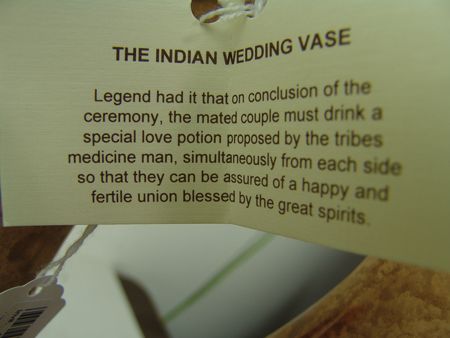 THE INDIAN WEDDING VASE
Legend had it that on conclusion of the
ceremony, the mated couple must drink a
special love potion proposed by the tribes
medicine man, simultaneously from each side
so that they can be assured of a happy and
fertile union blessed by the great spirits.